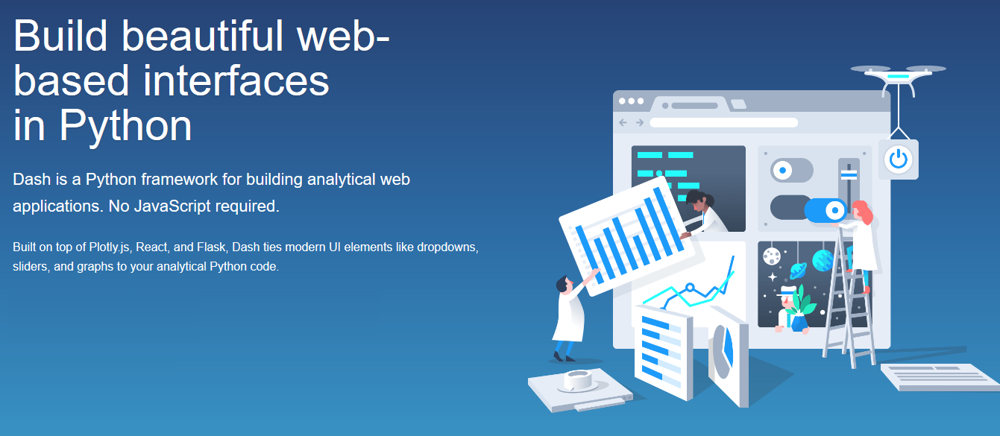 Build beautiful web-
based interfaces
in Python
Dash is a Python framework for building analytical web
applications. No JavaScript required.
Built on top of Plotly.js, React, and Flask, Dash ties modern UI elements like dropdowns,
sliders, and graphs to your analytical Python code.